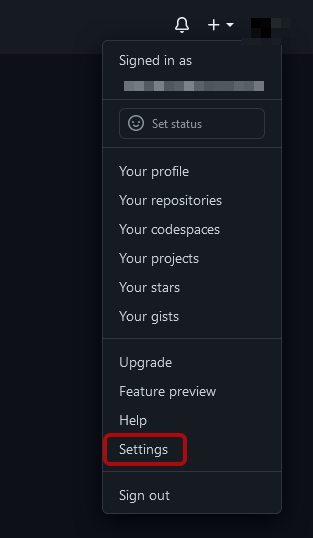 Signed in as
Set status
Your profile
Your repositories
Your codespaces
Your projects
Your stars
Your gists
Upgrade
Feature preview
Help
Settings
Sign out